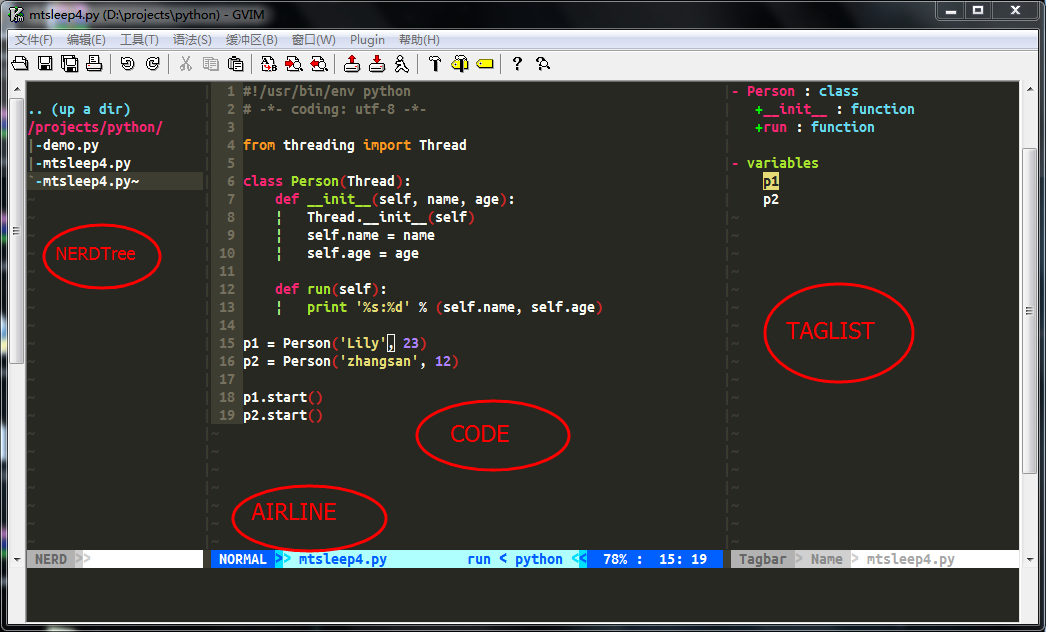 mtsleep4.py (D:\projects\python) - GVIM
文件(F) 编辑(E) 工具(T) 语法(S) 缓冲区(B) 窗口(W) Plugin 帮助(H)
.. (up a dir)
/projects/python/
|-demo.py
|-mtsleep4.py
`-mtsleep4.py~
NERDTree
1 #!/usr/bin/env python
2 # -*- coding: utf-8 -*-
3
4 from threading import Thread
5
6 class Person(Thread):
7     def __init__(self, name, age):
8     ¦   Thread.__init__(self)
9     ¦   self.name = name
10     ¦   self.age = age
11
12     def run(self):
13     ¦   print '%s:%d' % (self.name, self.age)
14
15 p1 = Person('Lily', 23)
16 p2 = Person('zhangsan', 12)
17
18 p1.start()
19 p2.start()
CODE
AIRLINE
- Person : class
+__init__ : function
+run : function
- variables
p1
p2
TAGLIST
NERD >>
NORMAL >> mtsleep4.py run < python << 78% : 15: 19
Tagbar > Name > mtsleep4.py